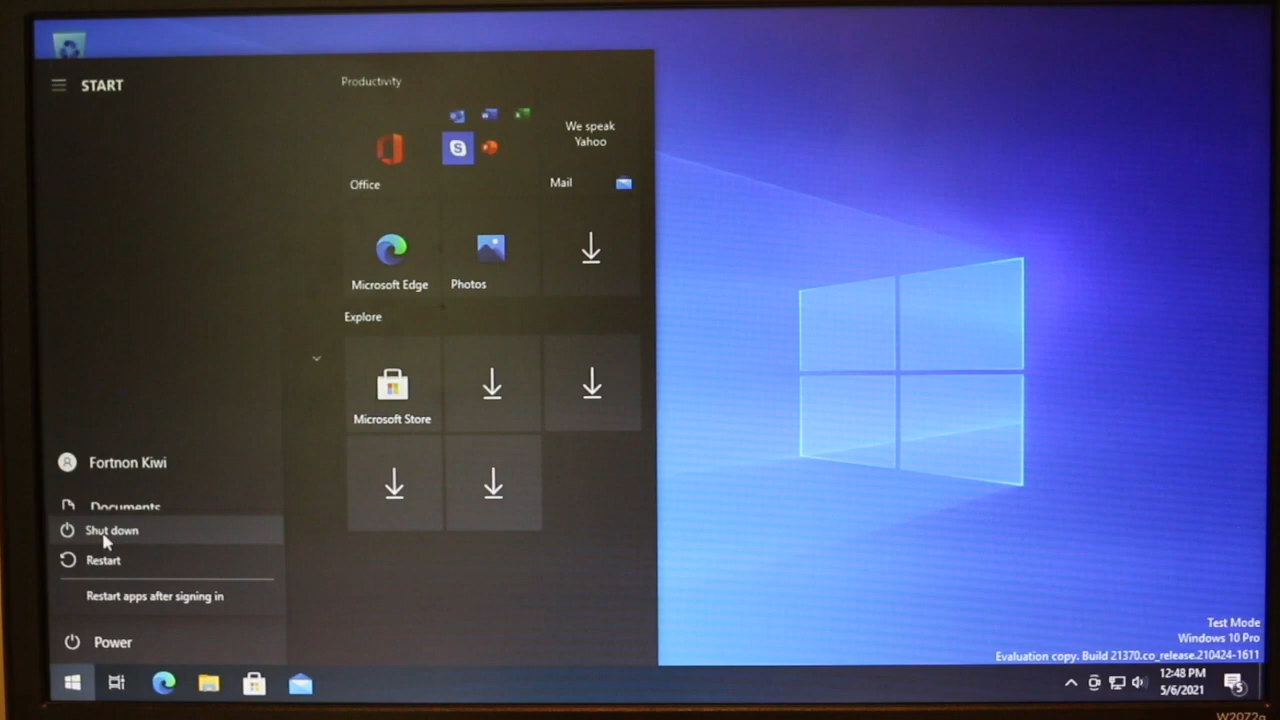 START
Productivity
We speak
Yahoo
Office
Mail
Microsoft Edge
Photos
Explore
Microsoft Store
Fortnon Kiwi
Documents
Shut down
Restart
Restart apps after signing in
Power
Test Mode
Windows 10 Pro
Evaluation copy. Build 21370.co_release.210424-1611
12:48 PM
5/6/2021
5
W2072a